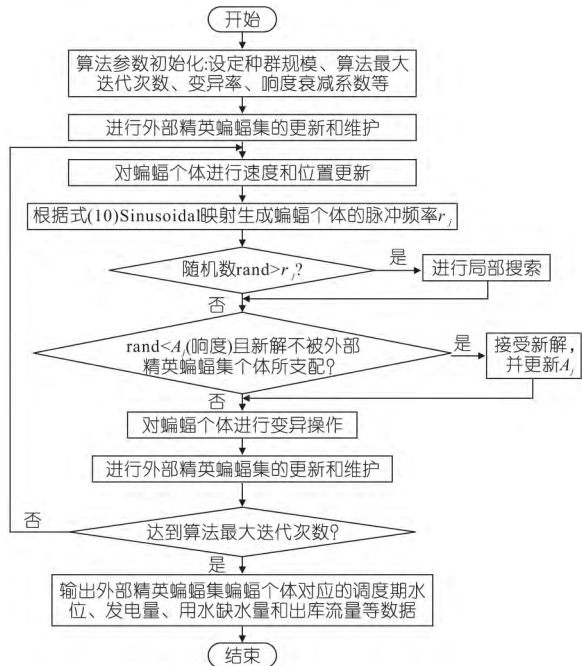 开始
算法参数初始化:设定种群规模、算法最大
迭代次数、变异率、响度衰减系数等
进行外部精英蝙蝠集的更新和维护
对蝙蝠个体进行速度和位置更新
根据式(10)Sinusoidal映射生成蝙蝠个体的脉冲频率r_j
随机数rand>r_j?
是
进行局部搜索
否
rand<A_j(响度)且新解不被外部
精英蝙蝠集个体所支配?
是
接受新解,
并更新A_j
否
对蝙蝠个体进行变异操作
进行外部精英蝙蝠集的更新和维护
否
达到算法最大迭代次数?
是
输出外部精英蝙蝠集蝙蝠个体对应的调度期水
位、发电量、用水缺水量和出库流量等数据
结束